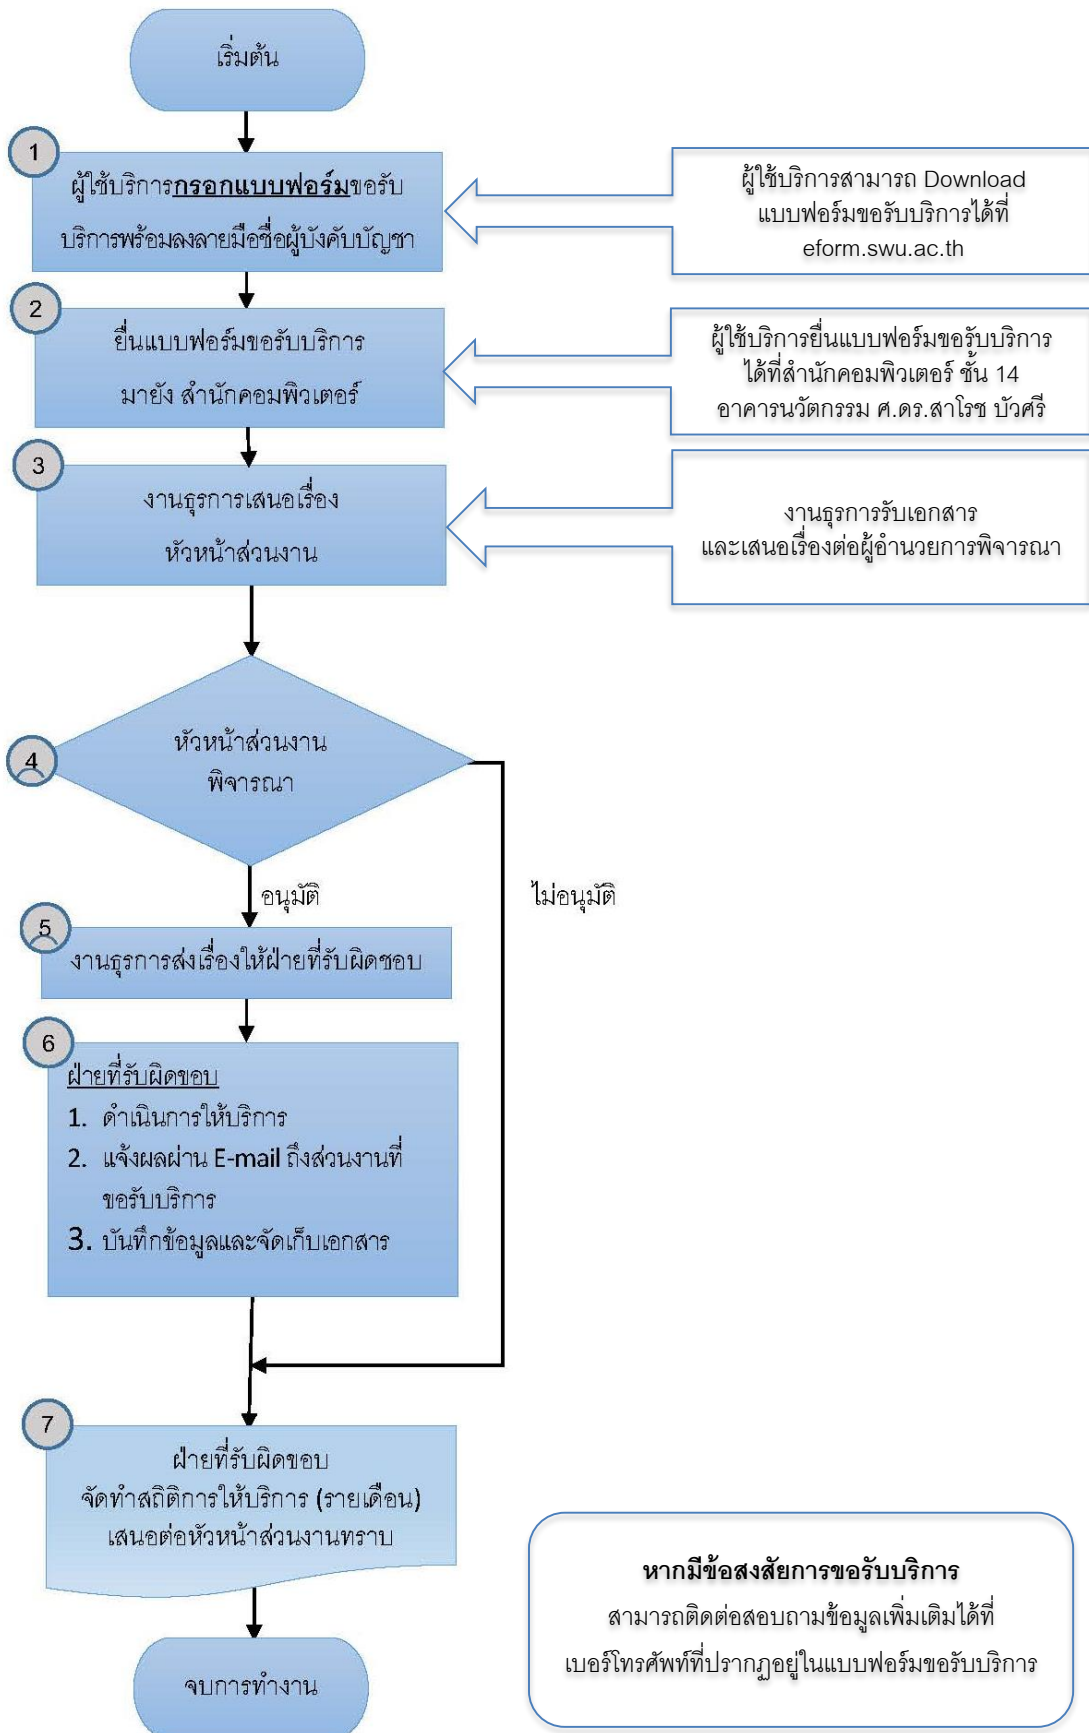 เริ่มต้น
1
ผู้ใช้บริการกรอกแบบฟอร์มขอรับ
บริการพร้อมลงลายมือชื่อผู้บังคับบัญชา
ผู้ใช้บริการสามารถ Download
แบบฟอร์มขอรับบริการได้ที่
eform.swu.ac.th
2
ยื่นแบบฟอร์มขอรับบริการ
มายัง สำนักคอมพิวเตอร์
ผู้ใช้บริการยื่นแบบฟอร์มขอรับบริการ
ได้ที่สำนักคอมพิวเตอร์ ชั้น 14
อาคารนวัตกรรม ศ.ดร.สาโรช บัวศรี
3
งานธุรการเสนอเรื่อง
หัวหน้าส่วนงาน
งานธุรการรับเอกสาร
และเสนอเรื่องต่อผู้อำนวยการพิจารณา
4
หัวหน้าส่วนงาน
พิจารณา
อนุมัติ
ไม่อนุมัติ
5
งานธุรการส่งเรื่องให้ฝ่ายที่รับผิดชอบ
6
ฝ่ายที่รับผิดชอบ
1. ดำเนินการให้บริการ
2. แจ้งผลผ่าน E-mail ถึงส่วนงานที่
ขอรับบริการ
3. บันทึกข้อมูลและจัดเก็บเอกสาร
7
ฝ่ายที่รับผิดชอบ
จัดทำสถิติการให้บริการ (รายเดือน)
เสนอต่อหัวหน้าส่วนงานทราบ
จบการทำงาน
หากมีข้อสงสัยการขอรับบริการ
สามารถติดต่อสอบถามข้อมูลเพิ่มเติมได้ที่
เบอร์โทรศัพท์ที่ปรากฏอยู่ในแบบฟอร์มขอรับบริการ